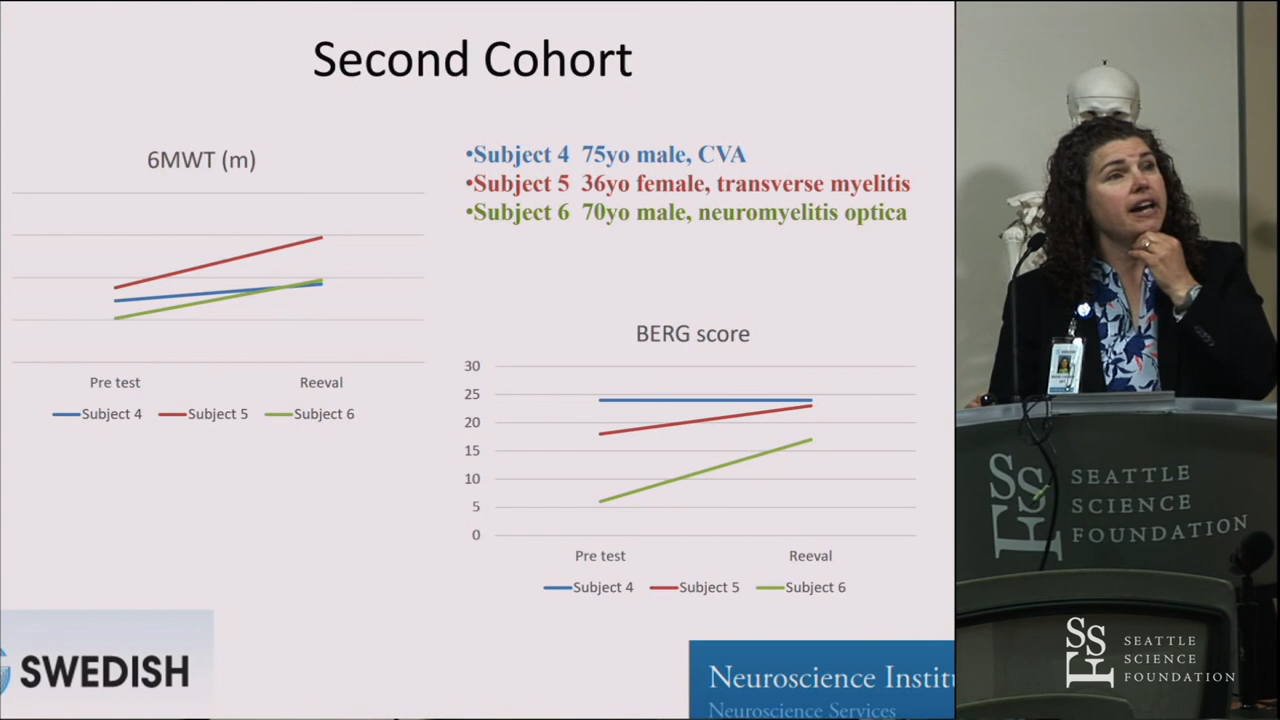 Second Cohort
6MWT (m)
•Subject 4 75yo male, CVA
•Subject 5 36yo female, transverse myelitis
•Subject 6 70yo male, neuromyelitis optica
Pre test
Reeval
Subject 4
Subject 5
Subject 6
BERG score
30
25
20
15
10
5
0
Pre test
Reeval
Subject 4
Subject 5
Subject 6
SWEDISH
Neuroscience Institu
Neuroscience Services
SSF
SEATTLE
SCIENCE
FOUNDATION
SSF
SEATTLE
SCIENCE
FOUNDATION